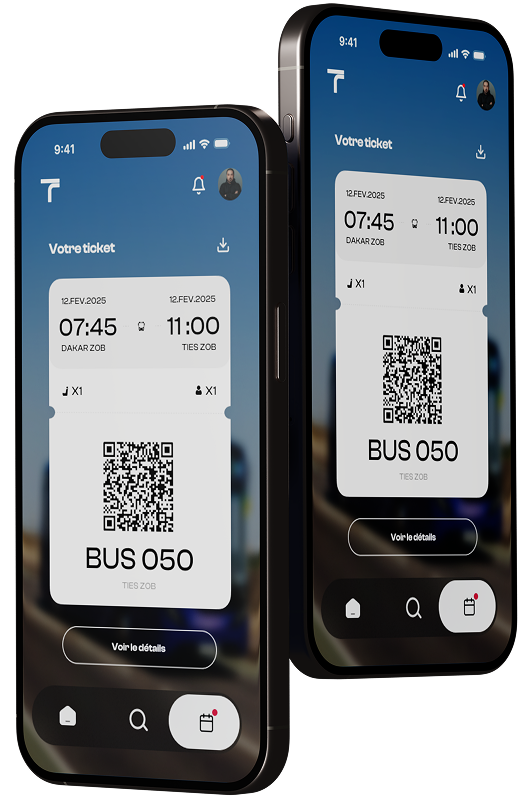 9:41
Votre ticket
12.FEV.2025 12.FEV.2025
07:45 11:00
DAKAR ZOB TIES ZOB
X1 X1
BUS 050
TIES ZOB
Voir le détails
9:41
Votre ticket
12.FEV.2025 12.FEV.2025
07:45 11:00
DAKAR ZOB TIES ZOB
X1 X1
BUS 050
TIES ZOB
Voir le détails